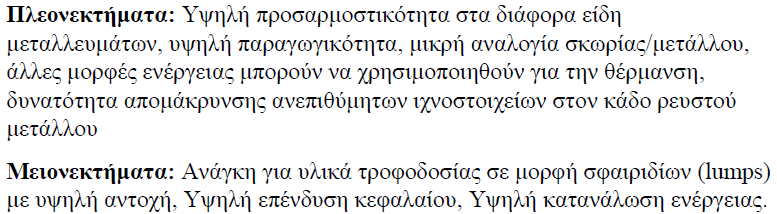 Πλεονεκτήματα: Υψηλή προσαρμοστικότητα στα διάφορα είδη
μεταλλευμάτων, υψηλή παραγωγικότητα, μικρή αναλογία σκωρίας/μετάλλου,
άλλες μορφές ενέργειας μπορούν να χρησιμοποιηθούν για την θέρμανση,
δυνατότητα απομάκρυνσης ανεπιθύμητων ιχνοστοιχείων στον κάδο ρευστού
μετάλλου
Μειονεκτήματα: Ανάγκη για υλικά τροφοδοσίας σε μορφή σφαιριδίων (lumps)
με υψηλή αντοχή, Υψηλή επένδυση κεφαλαίου, Υψηλή κατανάλωση ενέργειας.